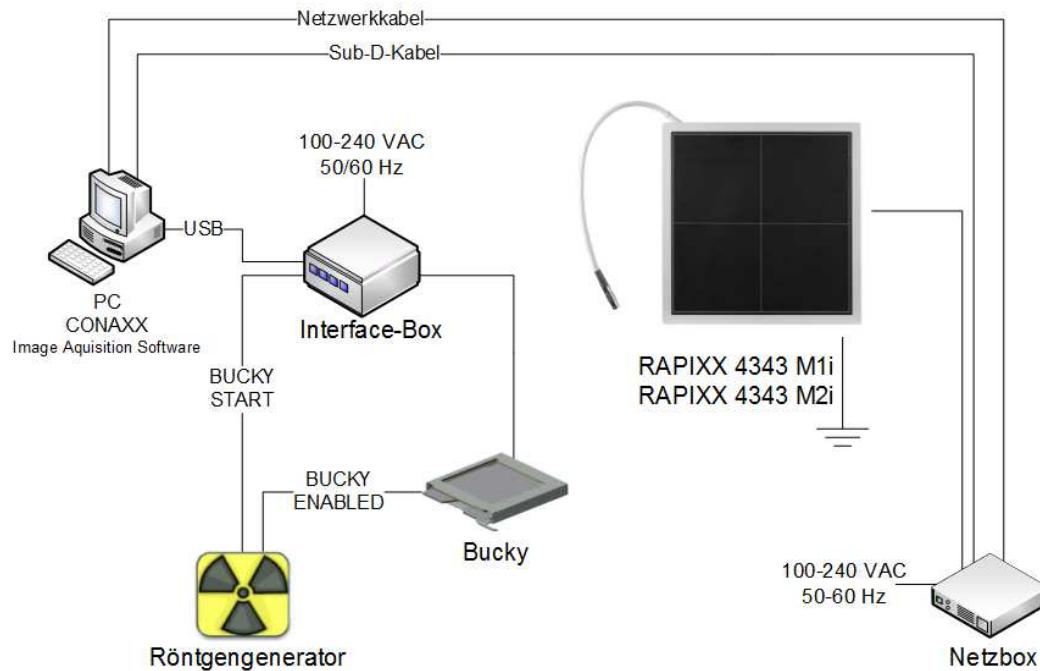 Netzwerkkabel
Sub-D-Kabel
100-240 VAC
50/60 Hz
USB
PC
CONAXX
Image Aquisition Software
Interface-Box
BUCKY
START
RAPIXX 4343 M1i
RAPIXX 4343 M2i
BUCKY
ENABLED
Bucky
100-240 VAC
50-60 Hz
Röntgengenerator
Netzbox